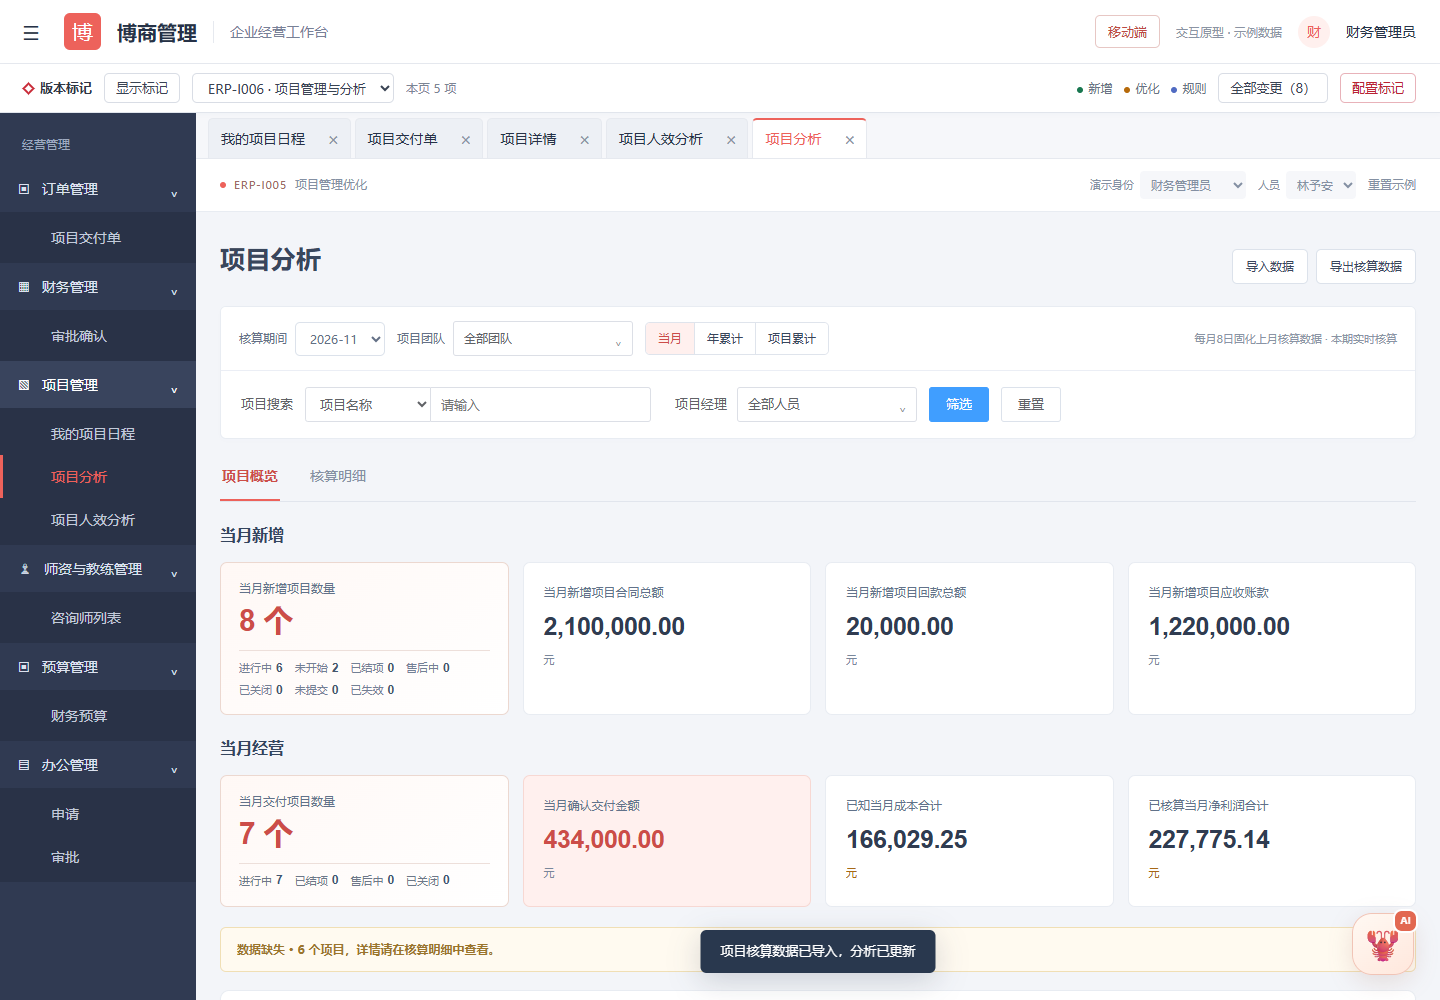 ☰ 博 博商管理 企业经营工作台 移动端 交互原型 · 示例数据 财 财务管理员
版本标记 显示标记 ERP-I006 · 项目管理与分析 本页 5 项 新增 优化 规则 全部变更（8） 配置标记
经营管理
订单管理
项目交付单
财务管理
审批确认
项目管理
我的项目日程
项目分析
项目人效分析
师资与教练管理
咨询师列表
预算管理
财务预算
办公管理
申请
审批
我的项目日程 × 项目交付单 × 项目详情 × 项目人效分析 × 项目分析 ×
ERP-I005 项目管理优化 演示身份 财务管理员 人员 林予安 重置示例
项目分析 导入数据 导出核算数据
核算期间 2026-11 项目团队 全部团队 当月 年累计 项目累计 每月8日固化上月核算数据 · 本期实时核算
项目搜索 项目名称 请输入 项目经理 全部人员 筛选 重置
项目概览 核算明细
当月新增
当月新增项目数量
8 个
进行中 6 未开始 2 已结项 0 售后中 0
已关闭 0 未提交 0 已失效 0
当月新增项目合同总额
2,100,000.00
元
当月新增项目回款总额
20,000.00
元
当月新增项目应收账款
1,220,000.00
元
当月经营
当月交付项目数量
7 个
进行中 7 已结项 0 售后中 0 已关闭 0
当月确认交付金额
434,000.00
元
已知当月成本合计
166,029.25
元
已核算当月净利润合计
227,775.14
元
数据缺失 · 6 个项目，详情请在核算明细中查看。
项目核算数据已导入，分析已更新
AI